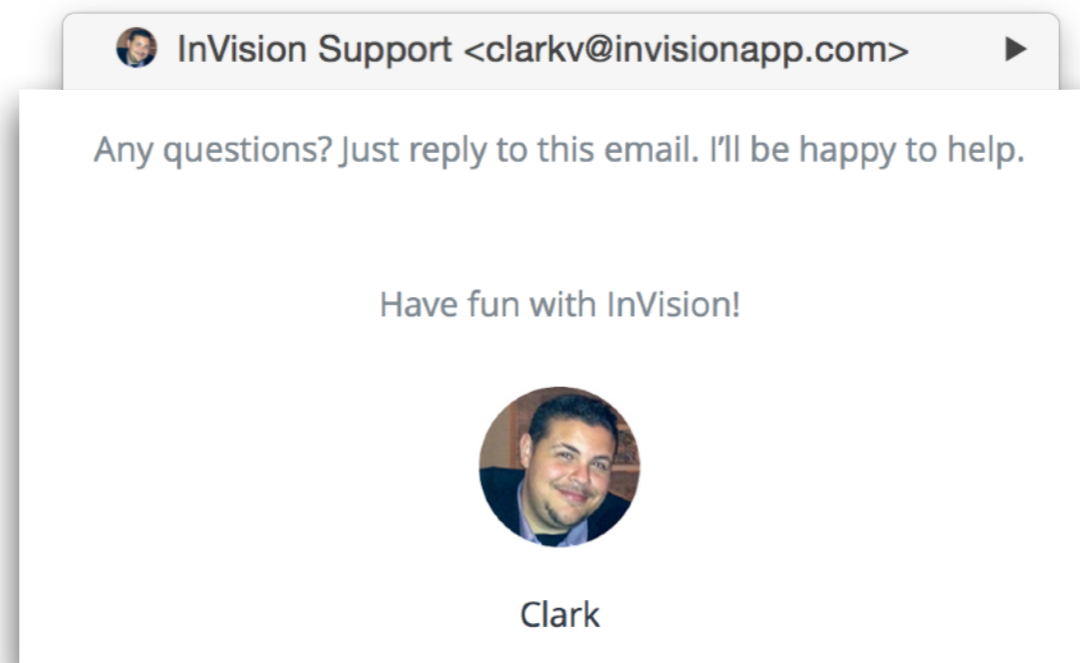 InVision Support <clarkv@invisionapp.com>
Any questions? Just reply to this email. I'll be happy to help.
Have fun with InVision!
Clark